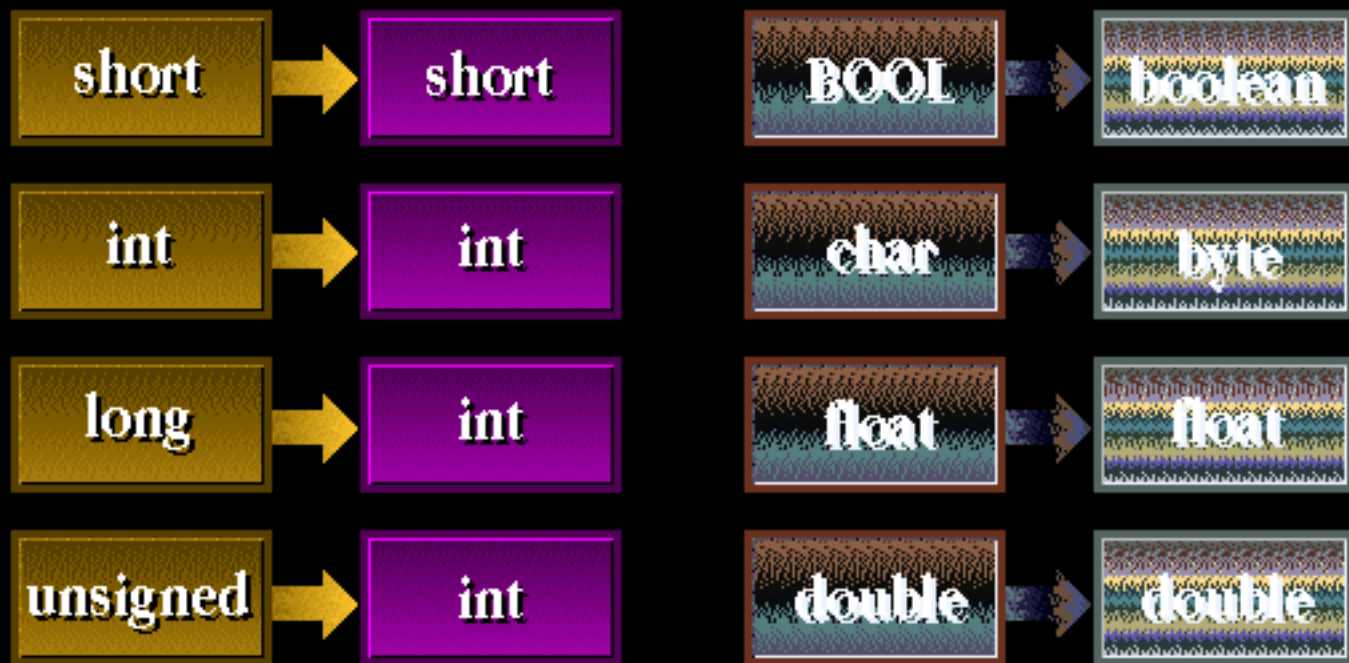 short short BOOL boolean
int int char byte
long int float float
unsigned int double double